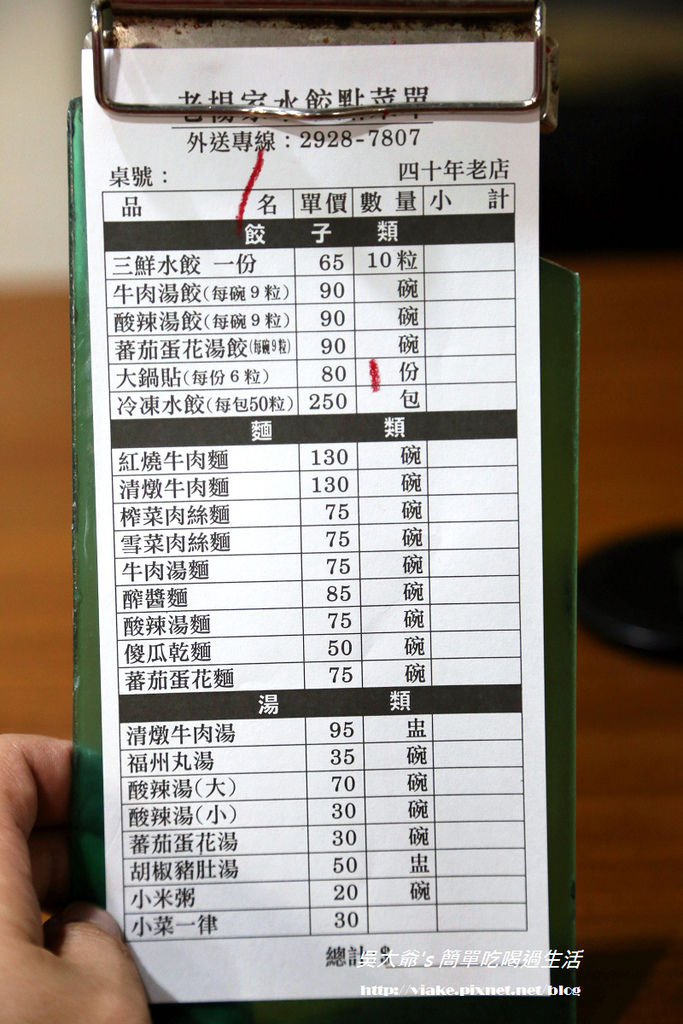 老楊家水餃點菜單
外送專線：2928-7807
桌號：　四十年老店
品　名　單價　數量　小計
餃子類
三鮮水餃 一份　65　10粒
牛肉湯餃(每碗9粒)　90　碗
酸辣湯餃(每碗9粒)　90　碗
蕃茄蛋花湯餃(每碗9粒)　90　碗
大鍋貼(每份6粒)　80　份
冷凍水餃(每包50粒)　250　包
麵類
紅燒牛肉麵　130　碗
清燉牛肉麵　130　碗
榨菜肉絲麵　75　碗
雪菜肉絲麵　75　碗
牛肉湯麵　75　碗
醡醬麵　85　碗
酸辣湯麵　75　碗
傻瓜乾麵　50　碗
蕃茄蛋花麵　75　碗
湯類
清燉牛肉湯　95　盅
福州丸湯　35　碗
酸辣湯(大)　70　碗
酸辣湯(小)　30　碗
蕃茄蛋花湯　30　碗
胡椒豬肚湯　50　盅
小米粥　20　碗
小菜一律　30
總計
吳大爺's 簡單吃喝過生活
http://viake.pixnet.net/blog